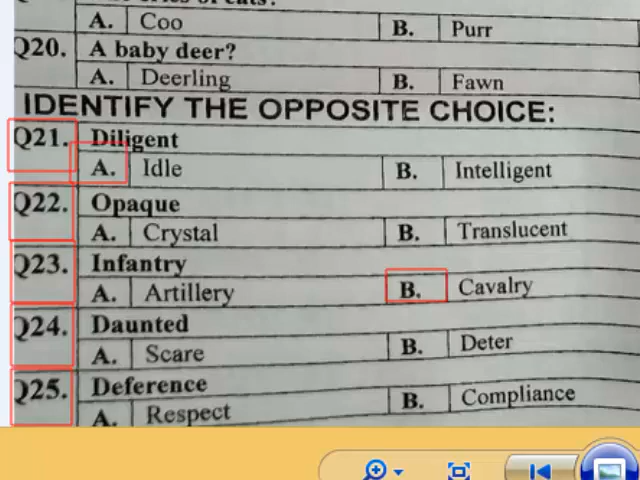 A. Coo B. Purr
Q20. A baby deer?
A. Deerling B. Fawn
IDENTIFY THE OPPOSITE CHOICE:
Q21. Diligent
A. Idle B. Intelligent
Q22. Opaque
A. Crystal B. Translucent
Q23. Infantry
A. Artillery B. Cavalry
Q24. Daunted
A. Scare B. Deter
Q25. Deference
A. Respect B. Compliance